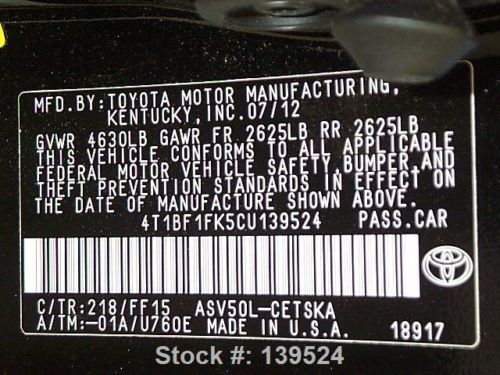 MFD.BY:TOYOTA MOTOR MANUFACTURING,
KENTUCKY, INC.07/12
GVWR 4630LB GAWR FR 2625LB RR 2625LB
THIS VEHICLE CONFORMS TO ALL APPLICABLE
FEDERAL MOTOR VEHICLE SAFETY,BUMPER,AND
THEFT PREVENTION STANDARDS IN EFFECT ON
THE DATE OF MANUFACTURE SHOWN ABOVE.
4T1BF1FK5CU139524 PASS.CAR
C/TR:218/FF15 ASV50L-CETSKA
A/TM:-01A/U760E MADE IN U.S.A.
TOYOTA
18917
Stock #: 139524